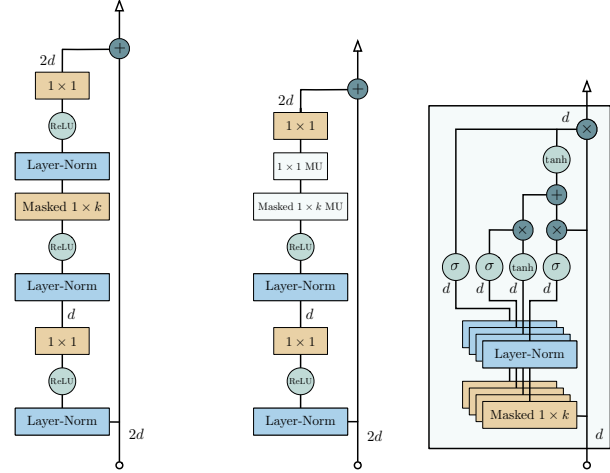 2d
+
1 × 1
ReLU
Layer-Norm
Masked 1 × k
ReLU
Layer-Norm
d
1 × 1
ReLU
Layer-Norm
2d
2d
+
1 × 1
1 × 1 MU
Masked 1 × k MU
ReLU
Layer-Norm
d
1 × 1
ReLU
Layer-Norm
2d
d
×
tanh
+
× ×
σ σ tanh σ
d d d d
Layer-Norm
Masked 1 × k
d